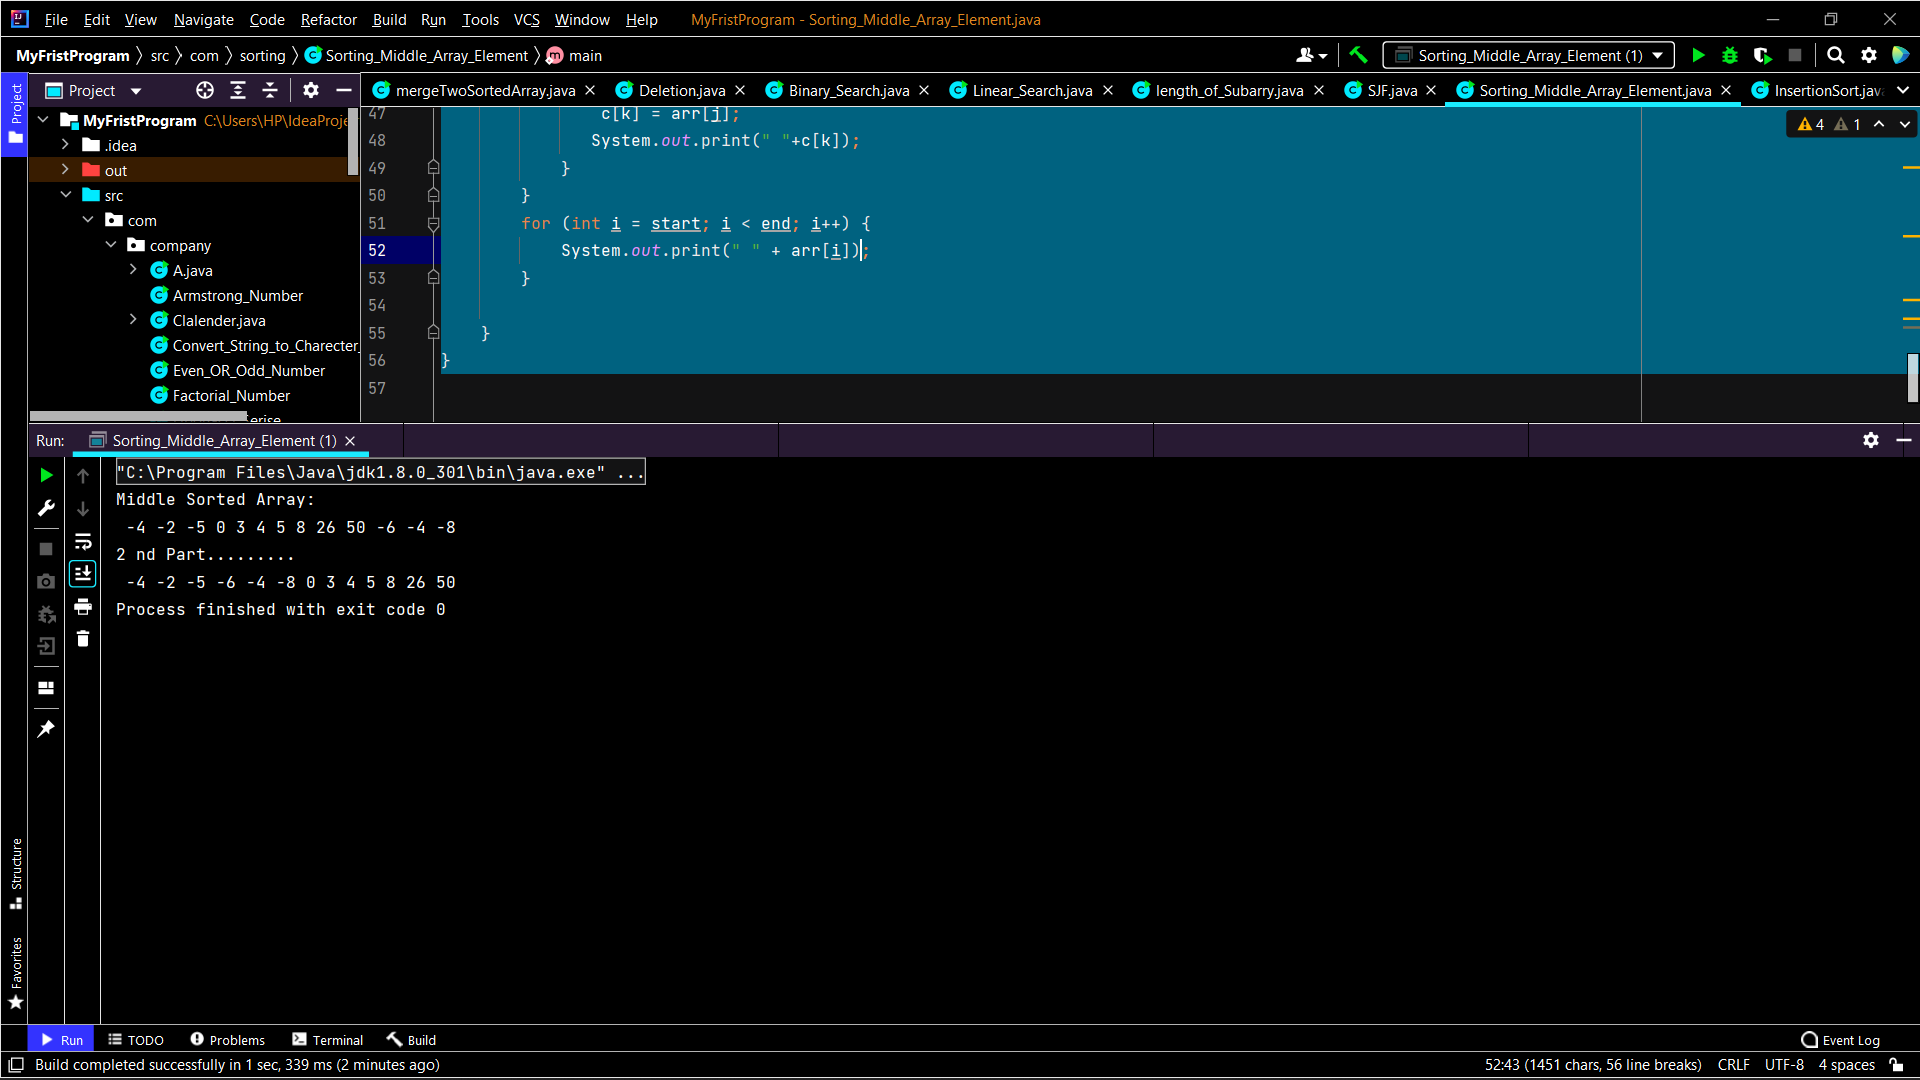 File Edit View Navigate Code Refactor Build Run Tools VCS Window Help MyFristProgram - Sorting_Middle_Array_Element.java
MyFristProgram src com sorting Sorting_Middle_Array_Element main Sorting_Middle_Array_Element (1)
Project
Project
mergeTwoSortedArray.java Deletion.java Binary_Search.java Linear_Search.java length_of_Subarry.java SJF.java Sorting_Middle_Array_Element.java InsertionSort.java
MyFristProgram C:\Users\HP\IdeaProje
.idea
out
src
com
company
A.java
Armstrong_Number
Clalender.java
Convert_String_to_Charecter_
Even_OR_Odd_Number
Factorial_Number
4 1
47 c[k] = arr[j];
48 System.out.print(" "+c[k]);
49 }
50 }
51 for (int i = start; i < end; i++) {
52 System.out.print(" " + arr[i]);
53 }
54
55 }
56 }
57
Run: Sorting_Middle_Array_Element (1)
"C:\Program Files\Java\jdk1.8.0_301\bin\java.exe" ...
Middle Sorted Array:
-4 -2 -5 0 3 4 5 8 26 50 -6 -4 -8
2 nd Part.........
-4 -2 -5 -6 -4 -8 0 3 4 5 8 26 50
Process finished with exit code 0
Structure
Favorites
Run TODO Problems Terminal Build Event Log
Build completed successfully in 1 sec, 339 ms (2 minutes ago) 52:43 (1451 chars, 56 line breaks) CRLF UTF-8 4 spaces